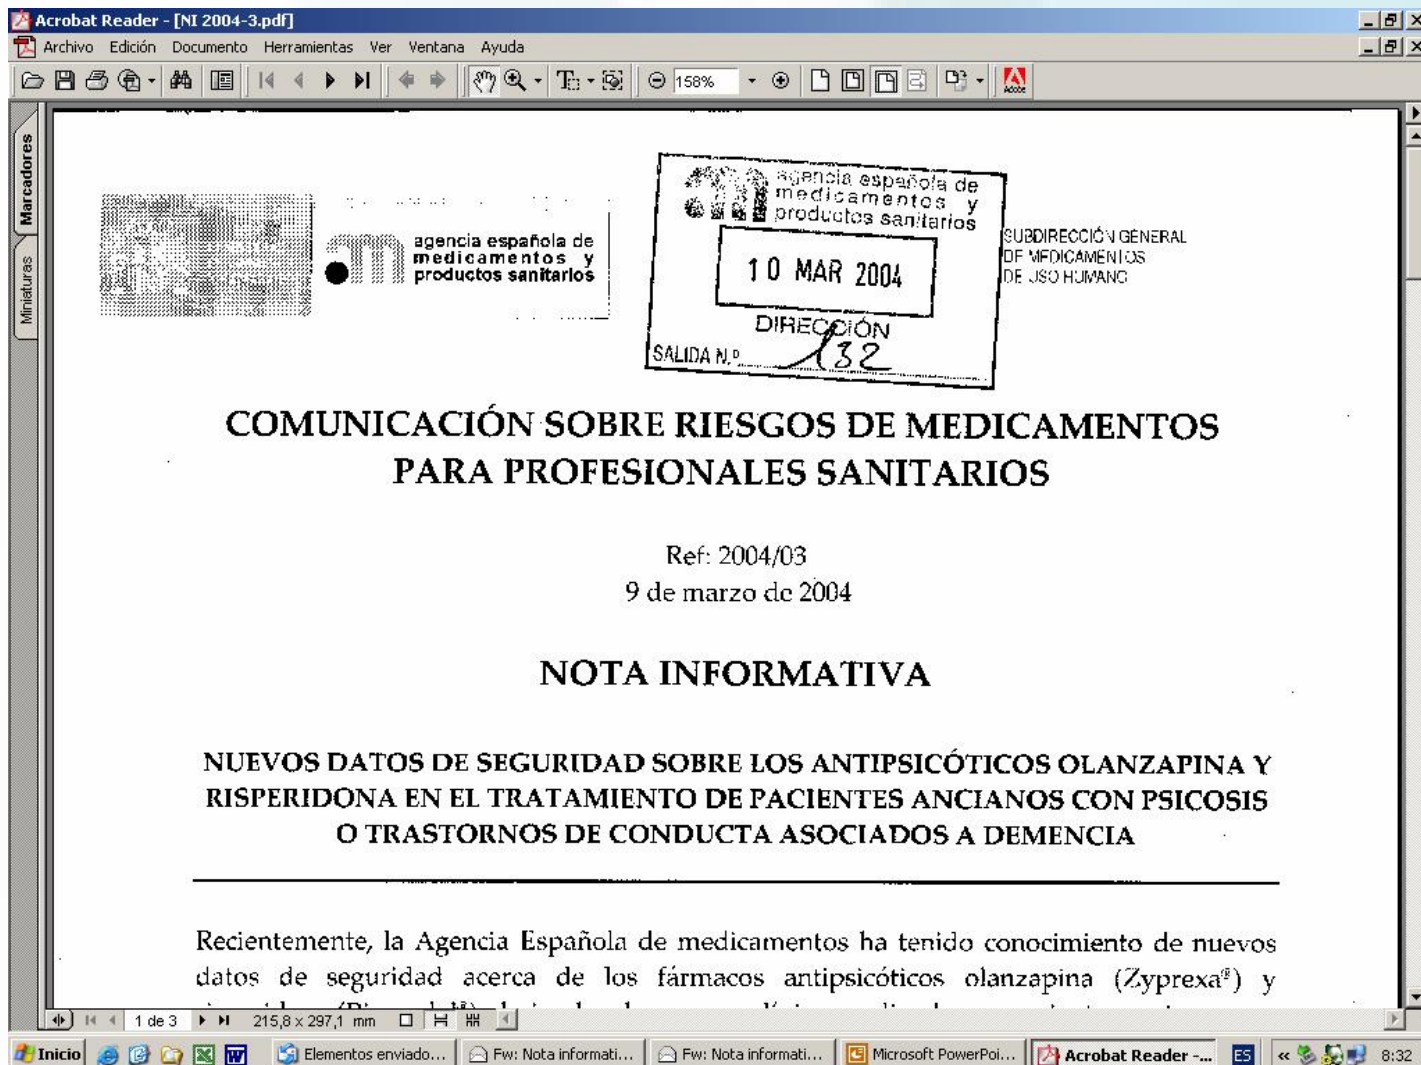 Acrobat Reader - [NI 2004-3.pdf]
Archivo Edición Documento Herramientas Ver Ventana Ayuda
158%
Adobe
Marcadores
Miniaturas
agencia española de
medicamentos y
productos sanitarios
agencia española de
medicamentos y
productos sanitarios
10 MAR 2004
DIRECCIÓN
SALIDA N.º 132
SUBDIRECCIÓN GENERAL
DE MEDICAMENTOS
DE USO HUMANO
COMUNICACIÓN SOBRE RIESGOS DE MEDICAMENTOS
PARA PROFESIONALES SANITARIOS
Ref: 2004/03
9 de marzo de 2004
NOTA INFORMATIVA
NUEVOS DATOS DE SEGURIDAD SOBRE LOS ANTIPSICÓTICOS OLANZAPINA Y
RISPERIDONA EN EL TRATAMIENTO DE PACIENTES ANCIANOS CON PSICOSIS
O TRASTORNOS DE CONDUCTA ASOCIADOS A DEMENCIA
Recientemente, la Agencia Española de medicamentos ha tenido conocimiento de nuevos
datos de seguridad acerca de los fármacos antipsicóticos olanzapina (Zyprexa®) y
1 de 3 215,8 x 297,1 mm
Inicio Elementos enviado... Fw: Nota informati... Fw: Nota informati... Microsoft PowerPoi... Acrobat Reader -... ES « 8:32